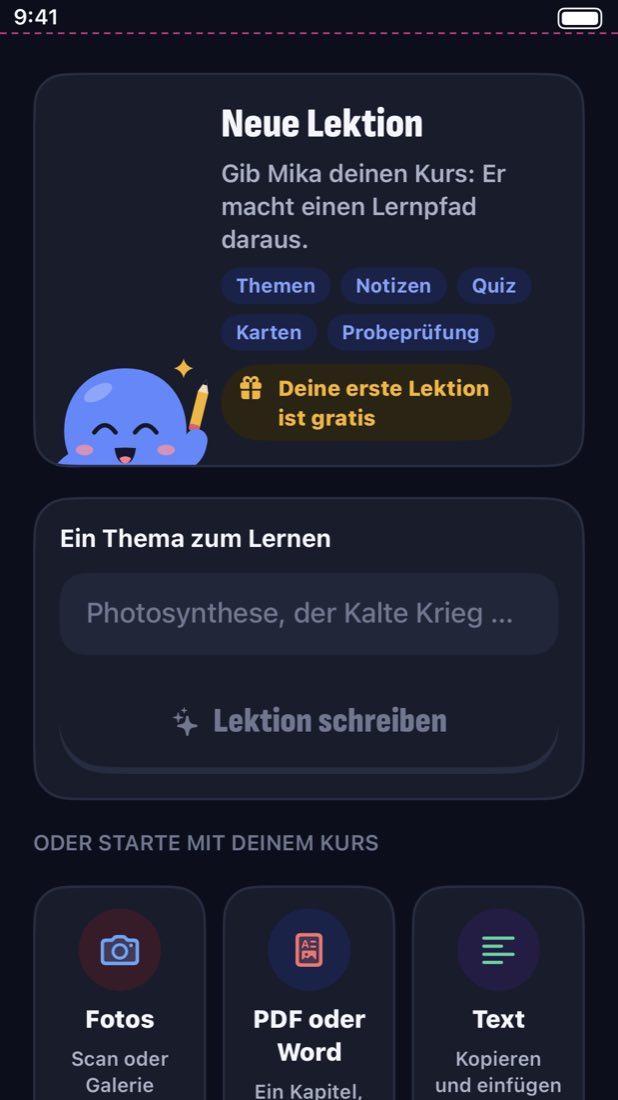 9:41
Neue Lektion
Gib Mika deinen Kurs: Er
macht einen Lernpfad
daraus.
Themen
Notizen
Quiz
Karten
Probeprüfung
Deine erste Lektion
ist gratis
Ein Thema zum Lernen
Photosynthese, der Kalte Krieg ...
Lektion schreiben
ODER STARTE MIT DEINEM KURS
Fotos
Scan oder
Galerie
PDF oder
Word
Ein Kapitel,
Text
Kopieren
und einfügen